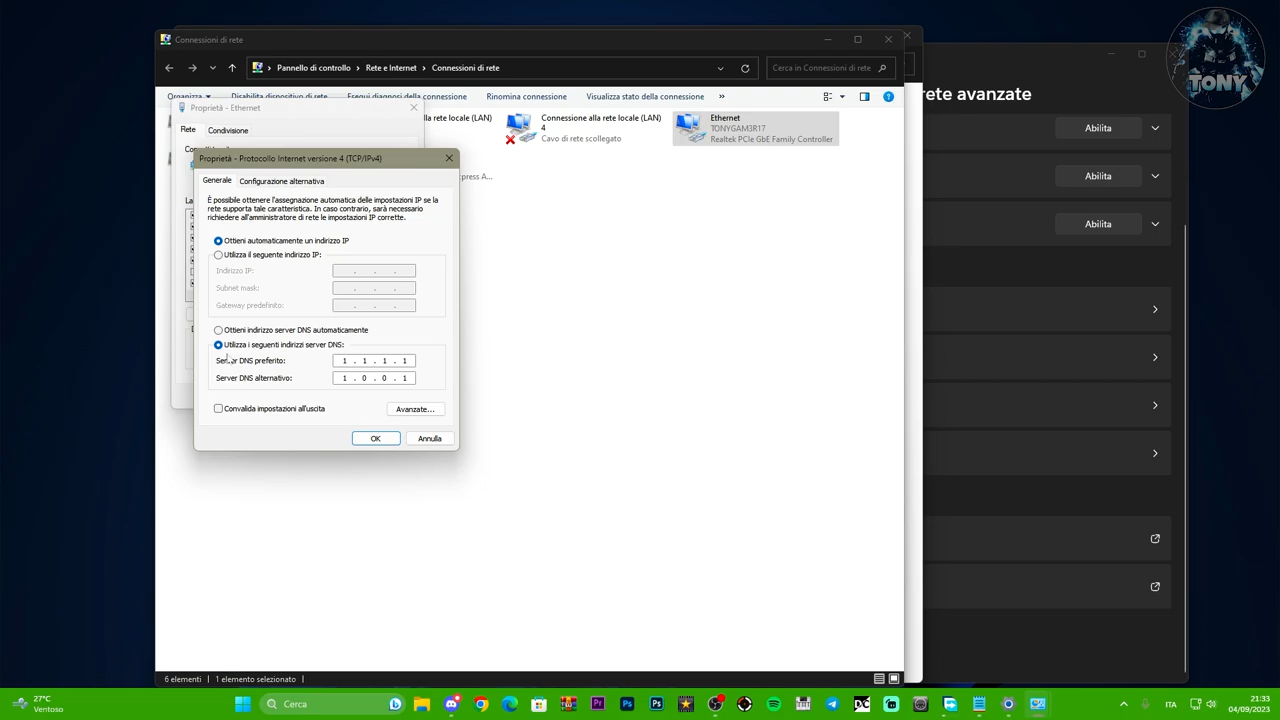 Connessioni di rete
Pannello di controllo > Rete e Internet > Connessioni di rete
Cerca in Connessioni di rete
Organizza
Disabilita dispositivo di rete
Esegui diagnosi della connessione
Rinomina connessione
Visualizza stato della connessione
»
Proprietà - Ethernet
Rete
Condivisione
alla rete locale (LAN)
Connessione alla rete locale (LAN)
4
Cavo di rete scollegato
Ethernet
TONYGAM3R17
Realtek PCIe GbE Family Controller
press A...
Proprietà - Protocollo Internet versione 4 (TCP/IPv4)
Generale
Configurazione alternativa
È possibile ottenere l'assegnazione automatica delle impostazioni IP se la
rete supporta tale caratteristica. In caso contrario, sarà necessario
richiedere all'amministratore di rete le impostazioni IP corrette.
Ottieni automaticamente un indirizzo IP
Utilizza il seguente indirizzo IP:
Indirizzo IP: . . .
Subnet mask: . . .
Gateway predefinito: . . .
Ottieni indirizzo server DNS automaticamente
Utilizza i seguenti indirizzi server DNS:
Server DNS preferito: 1 . 1 . 1 . 1
Server DNS alternativo: 1 . 0 . 0 . 1
Convalida impostazioni all'uscita
Avanzate...
OK
Annulla
6 elementi
1 elemento selezionato
rete avanzate
Abilita
Abilita
Abilita
TONY
27°C
Ventoso
Cerca
ITA
21:33
04/09/2023